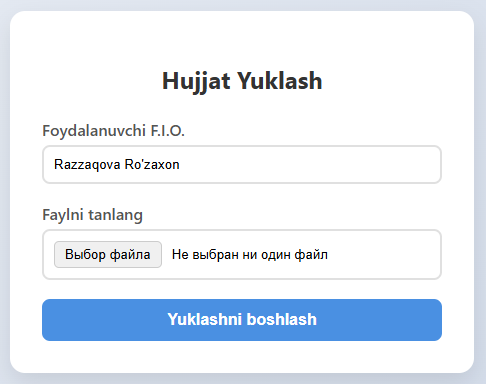 Hujjat Yuklash
Foydalanuvchi F.I.O.
Razzaqova Ro'zaxon
Faylni tanlang
Выбор файла Не выбран ни один файл
Yuklashni boshlash